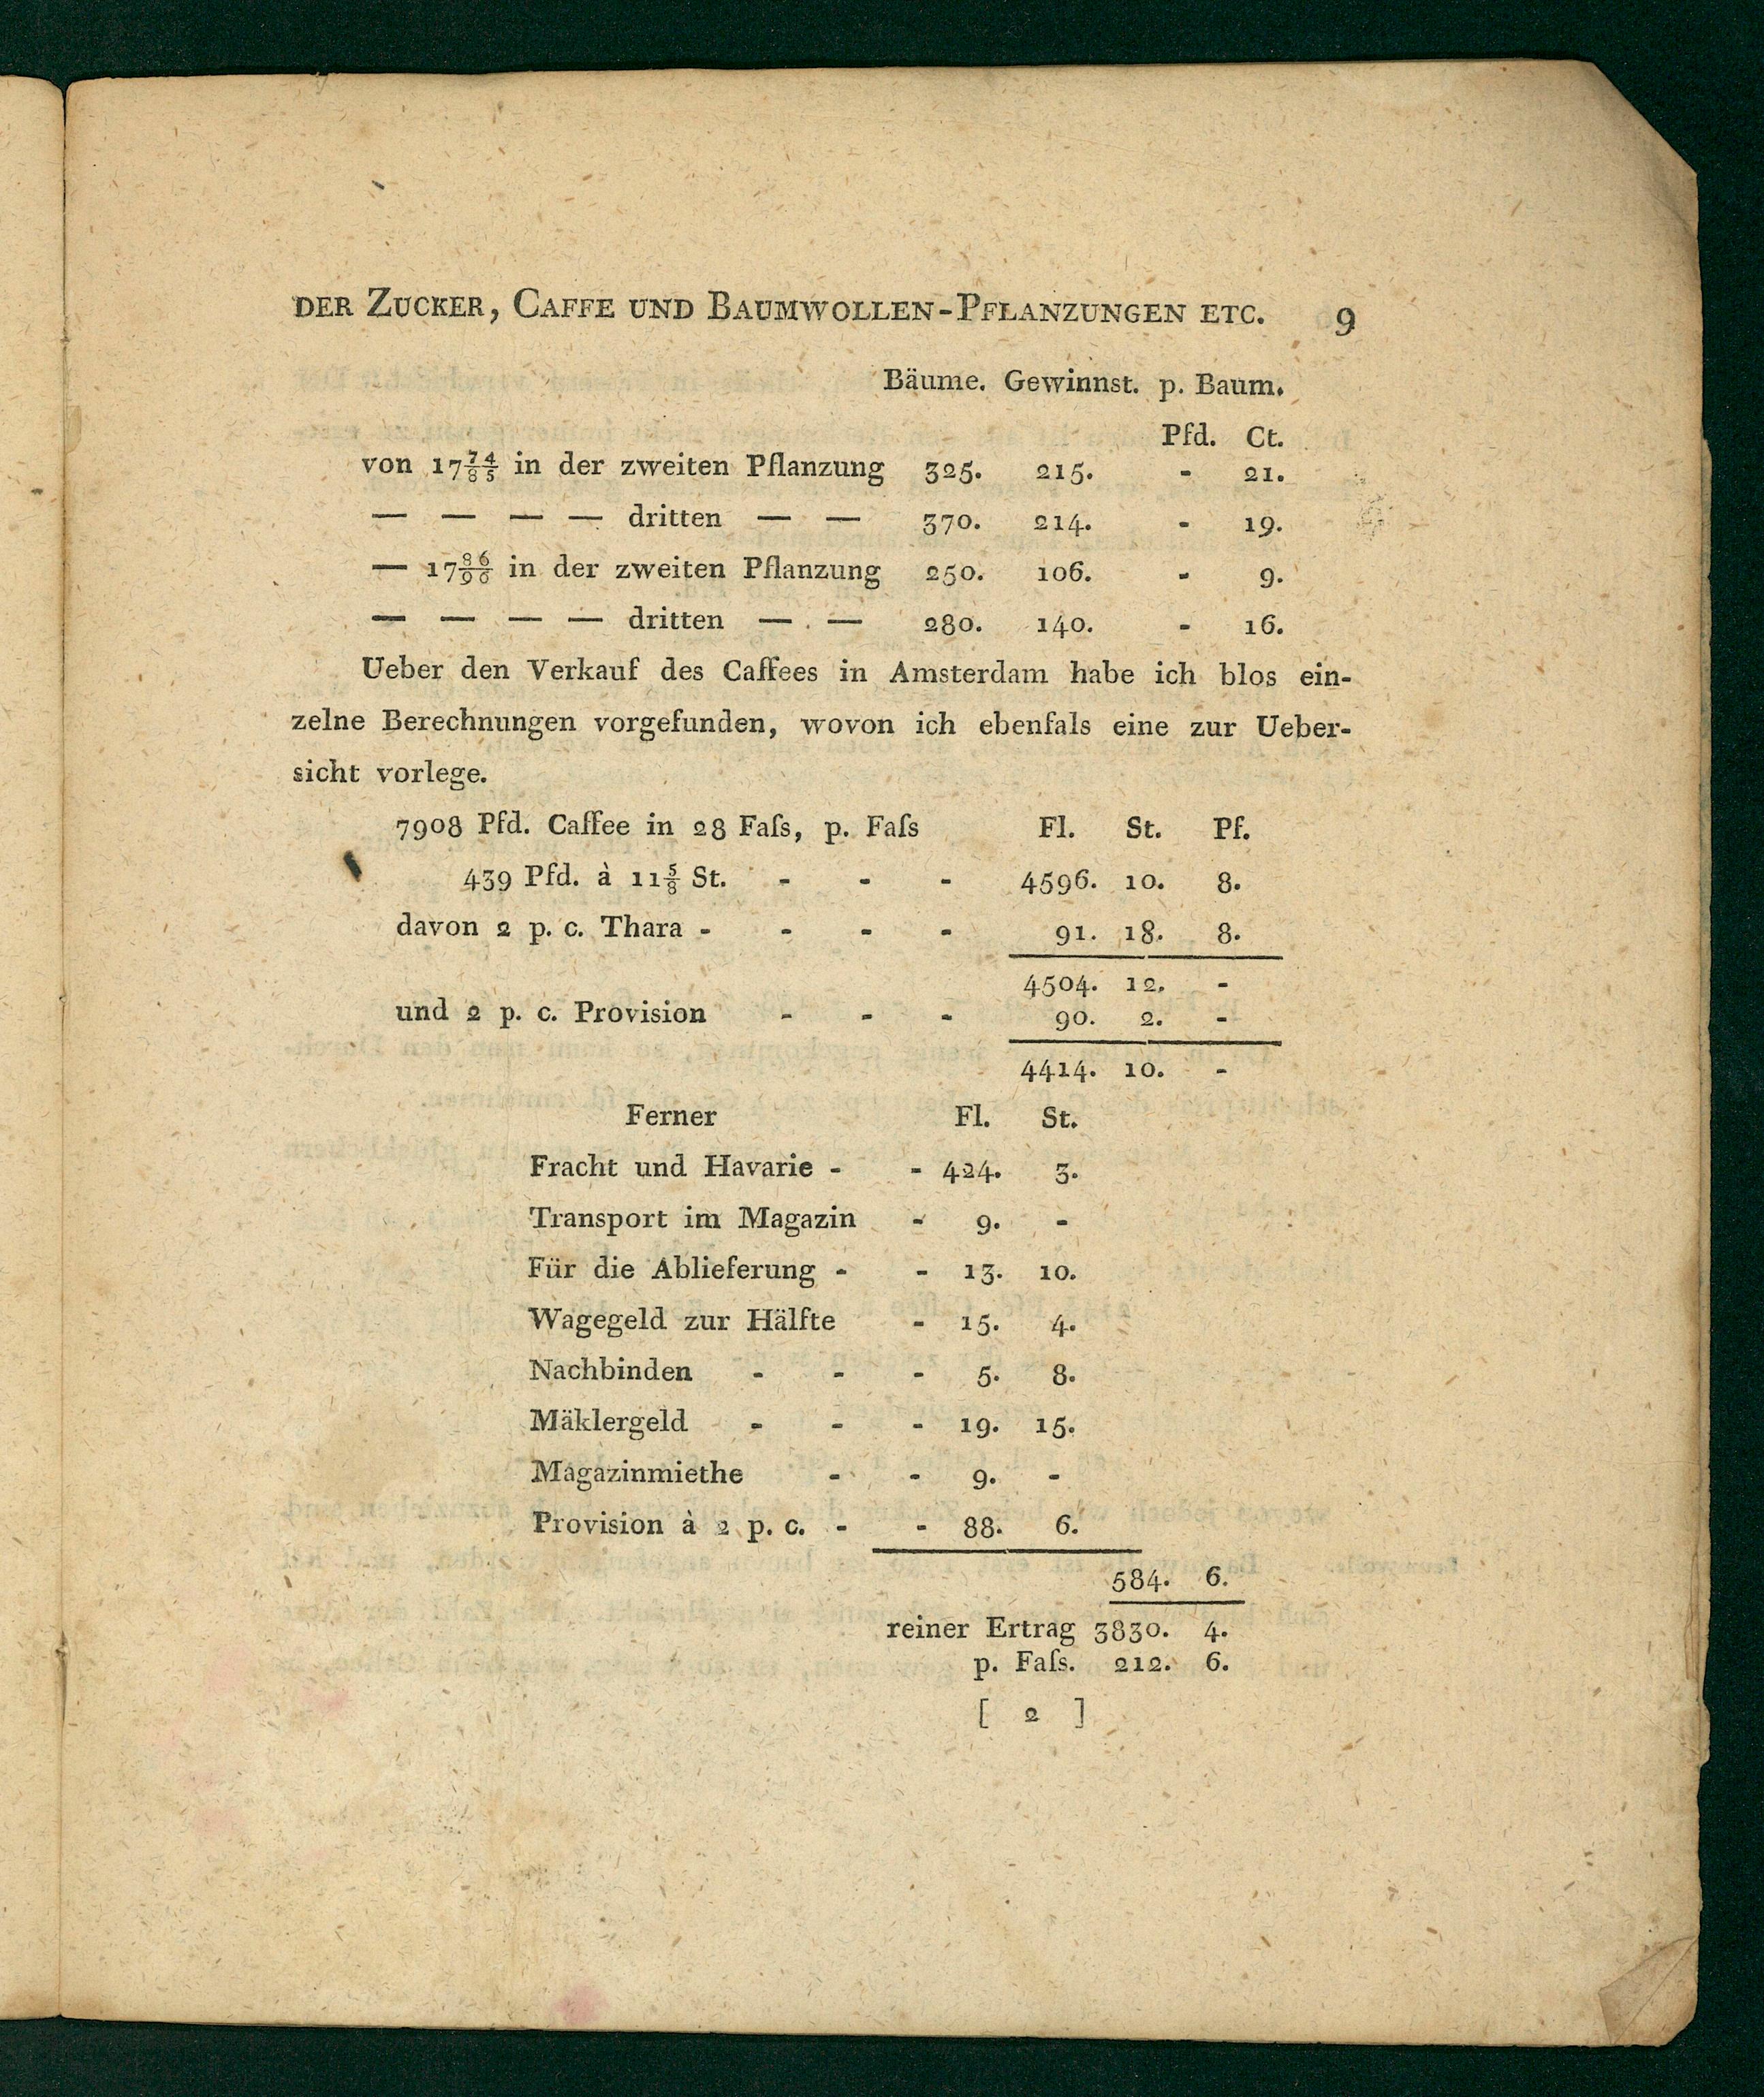 DER ZUCKER, CAFFE UND BAUMWOLLEN-PFLANZUNGEN ETC. 9
Bäume. Gewinnst. p. Baum.
Pfd. Ct.
von 17 74/85 in der zweiten Pflanzung 325. 215. - 21.
— — — — dritten — — 370. 214. - 19.
— 17 86/90 in der zweiten Pflanzung 250. 106. - 9.
— — — — dritten — — 280. 140. - 16.
Ueber den Verkauf des Caffees in Amsterdam habe ich blos ein-
zelne Berechnungen vorgefunden, wovon ich ebenfals eine zur Ueber-
sicht vorlege.
7908 Pfd. Caffee in 28 Faſs, p. Faſs Fl. St. Pf.
439 Pfd. à 11 5/8 St. - - - 4596. 10. 8.
davon 2 p. c. Thara - - - - 91. 18. 8.
4504. 12. -
und 2 p. c. Provision - - - 90. 2. -
4414. 10. -
Ferner Fl. St.
Fracht und Havarie - - 424. 3.
Transport im Magazin - 9. -
Für die Ablieferung - - 13. 10.
Wagegeld zur Hälfte - 15. 4.
Nachbinden - - - 5. 8.
Mäklergeld - - - 19. 15.
Magazinmiethe - - 9. -
Provision à 2 p. c. - - 88. 6.
584. 6.
reiner Ertrag 3830. 4.
p. Faſs. 212. 6.
[ 2 ]